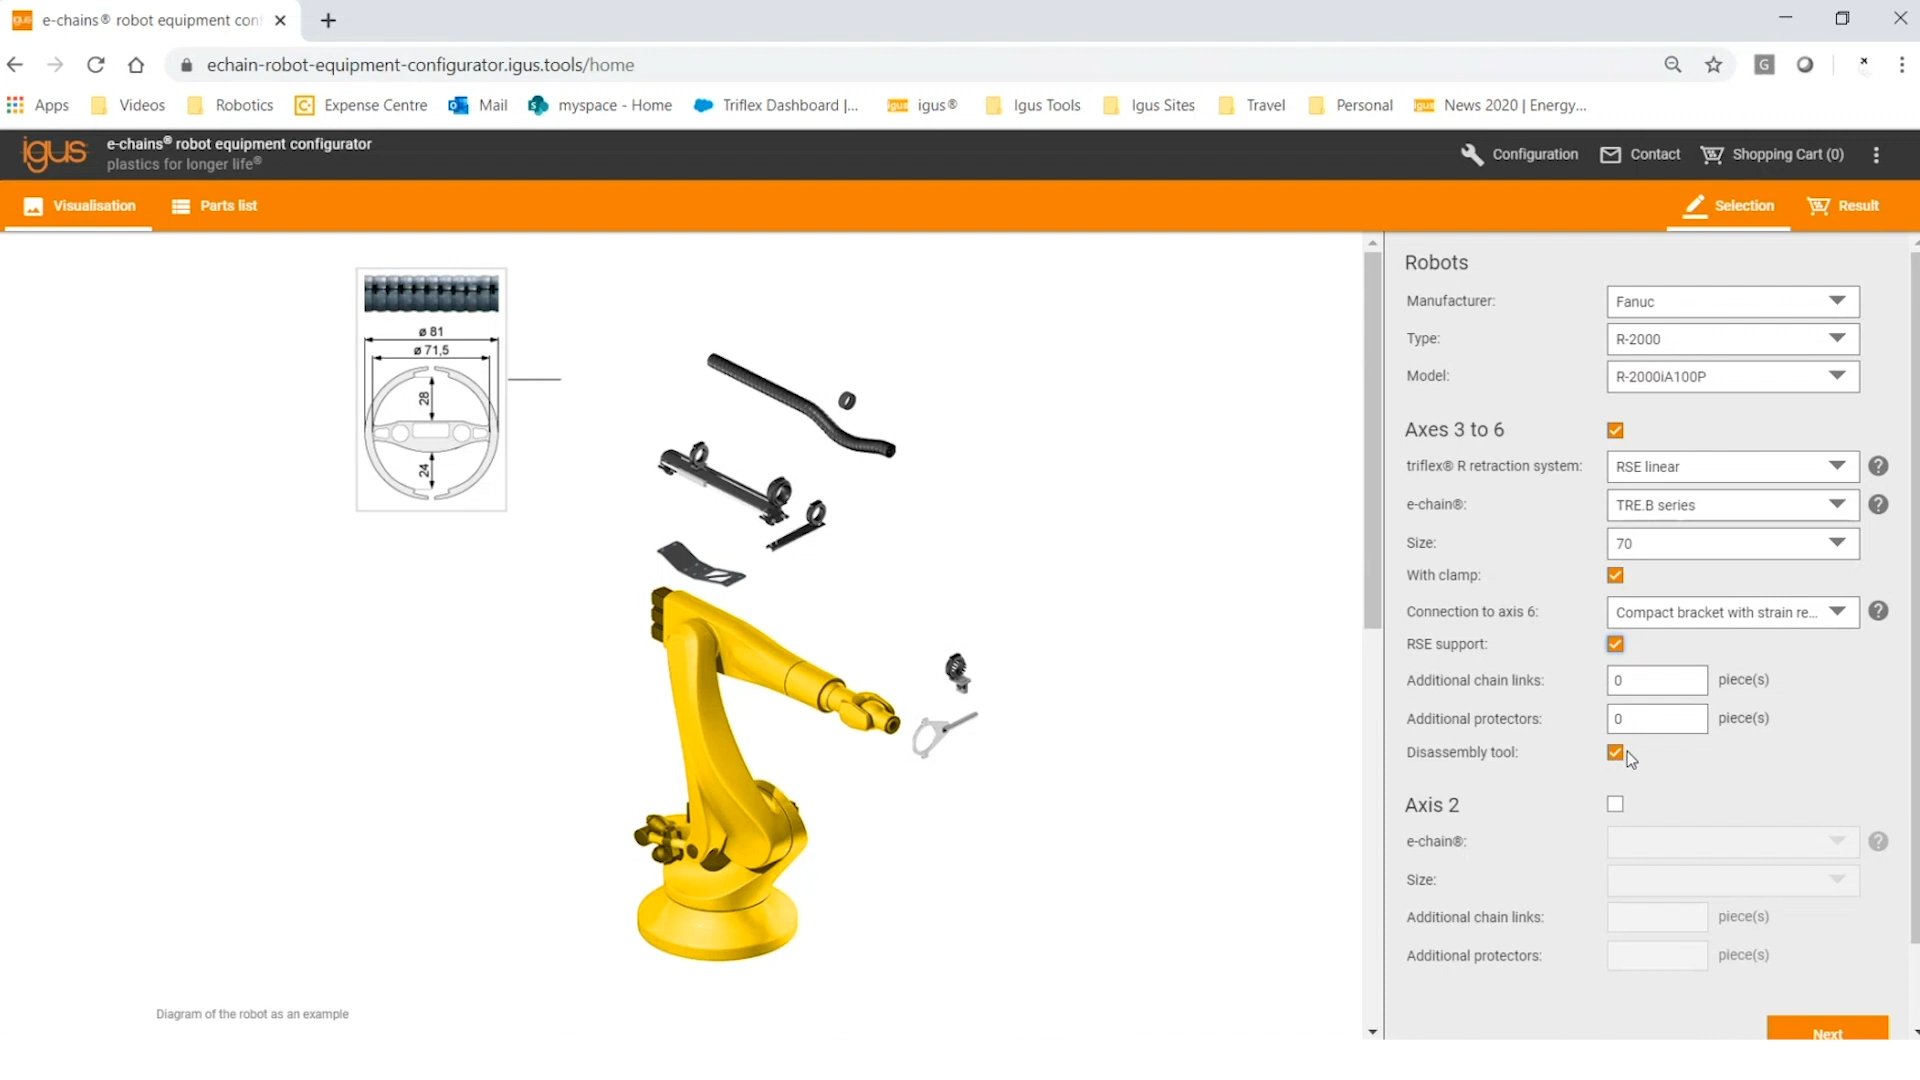 e-chains® robot equipment conf
echain-robot-equipment-configurator.igus.tools/home
G
Apps
Videos
Robotics
Expense Centre
Mail
myspace - Home
Triflex Dashboard |...
igus igus®
Igus Tools
Igus Sites
Travel
Personal
igus News 2020 | Energy...
igus
e-chains® robot equipment configurator
plastics for longer life®
Configuration
Contact
Shopping Cart (0)
Visualisation
Parts list
Selection
Result
ø 81
ø 71,5
28
24
Diagram of the robot as an example
Robots
Manufacturer: Fanuc
Type: R-2000
Model: R-2000iA100P
Axes 3 to 6
triflex® R retraction system: RSE linear ?
e-chain®: TRE.B series ?
Size: 70
With clamp:
Connection to axis 6: Compact bracket with strain re... ?
RSE support:
Additional chain links: 0 piece(s)
Additional protectors: 0 piece(s)
Disassembly tool:
Axis 2
e-chain®: ?
Size:
Additional chain links: piece(s)
Additional protectors: piece(s)
Next